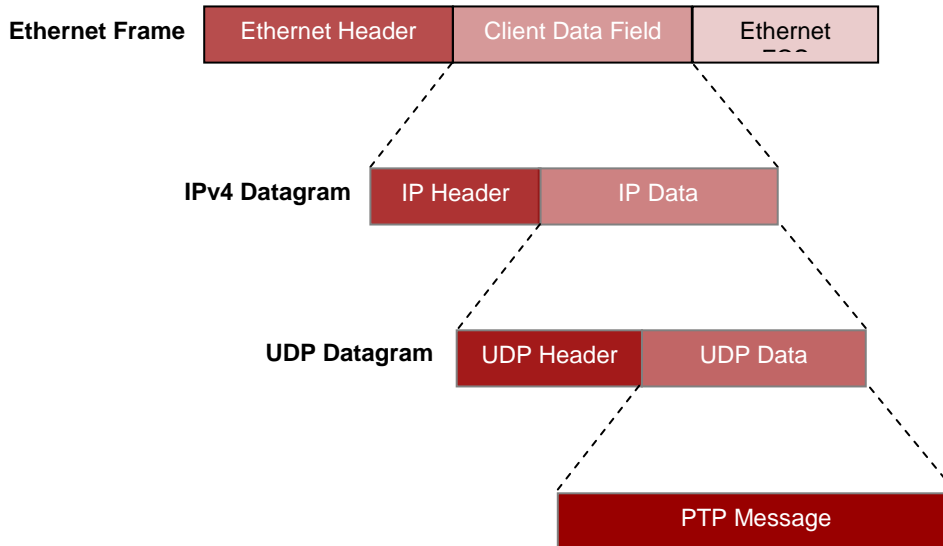 Ethernet Frame
Ethernet Header
Client Data Field
Ethernet
IPv4 Datagram
IP Header
IP Data
UDP Datagram
UDP Header
UDP Data
PTP Message